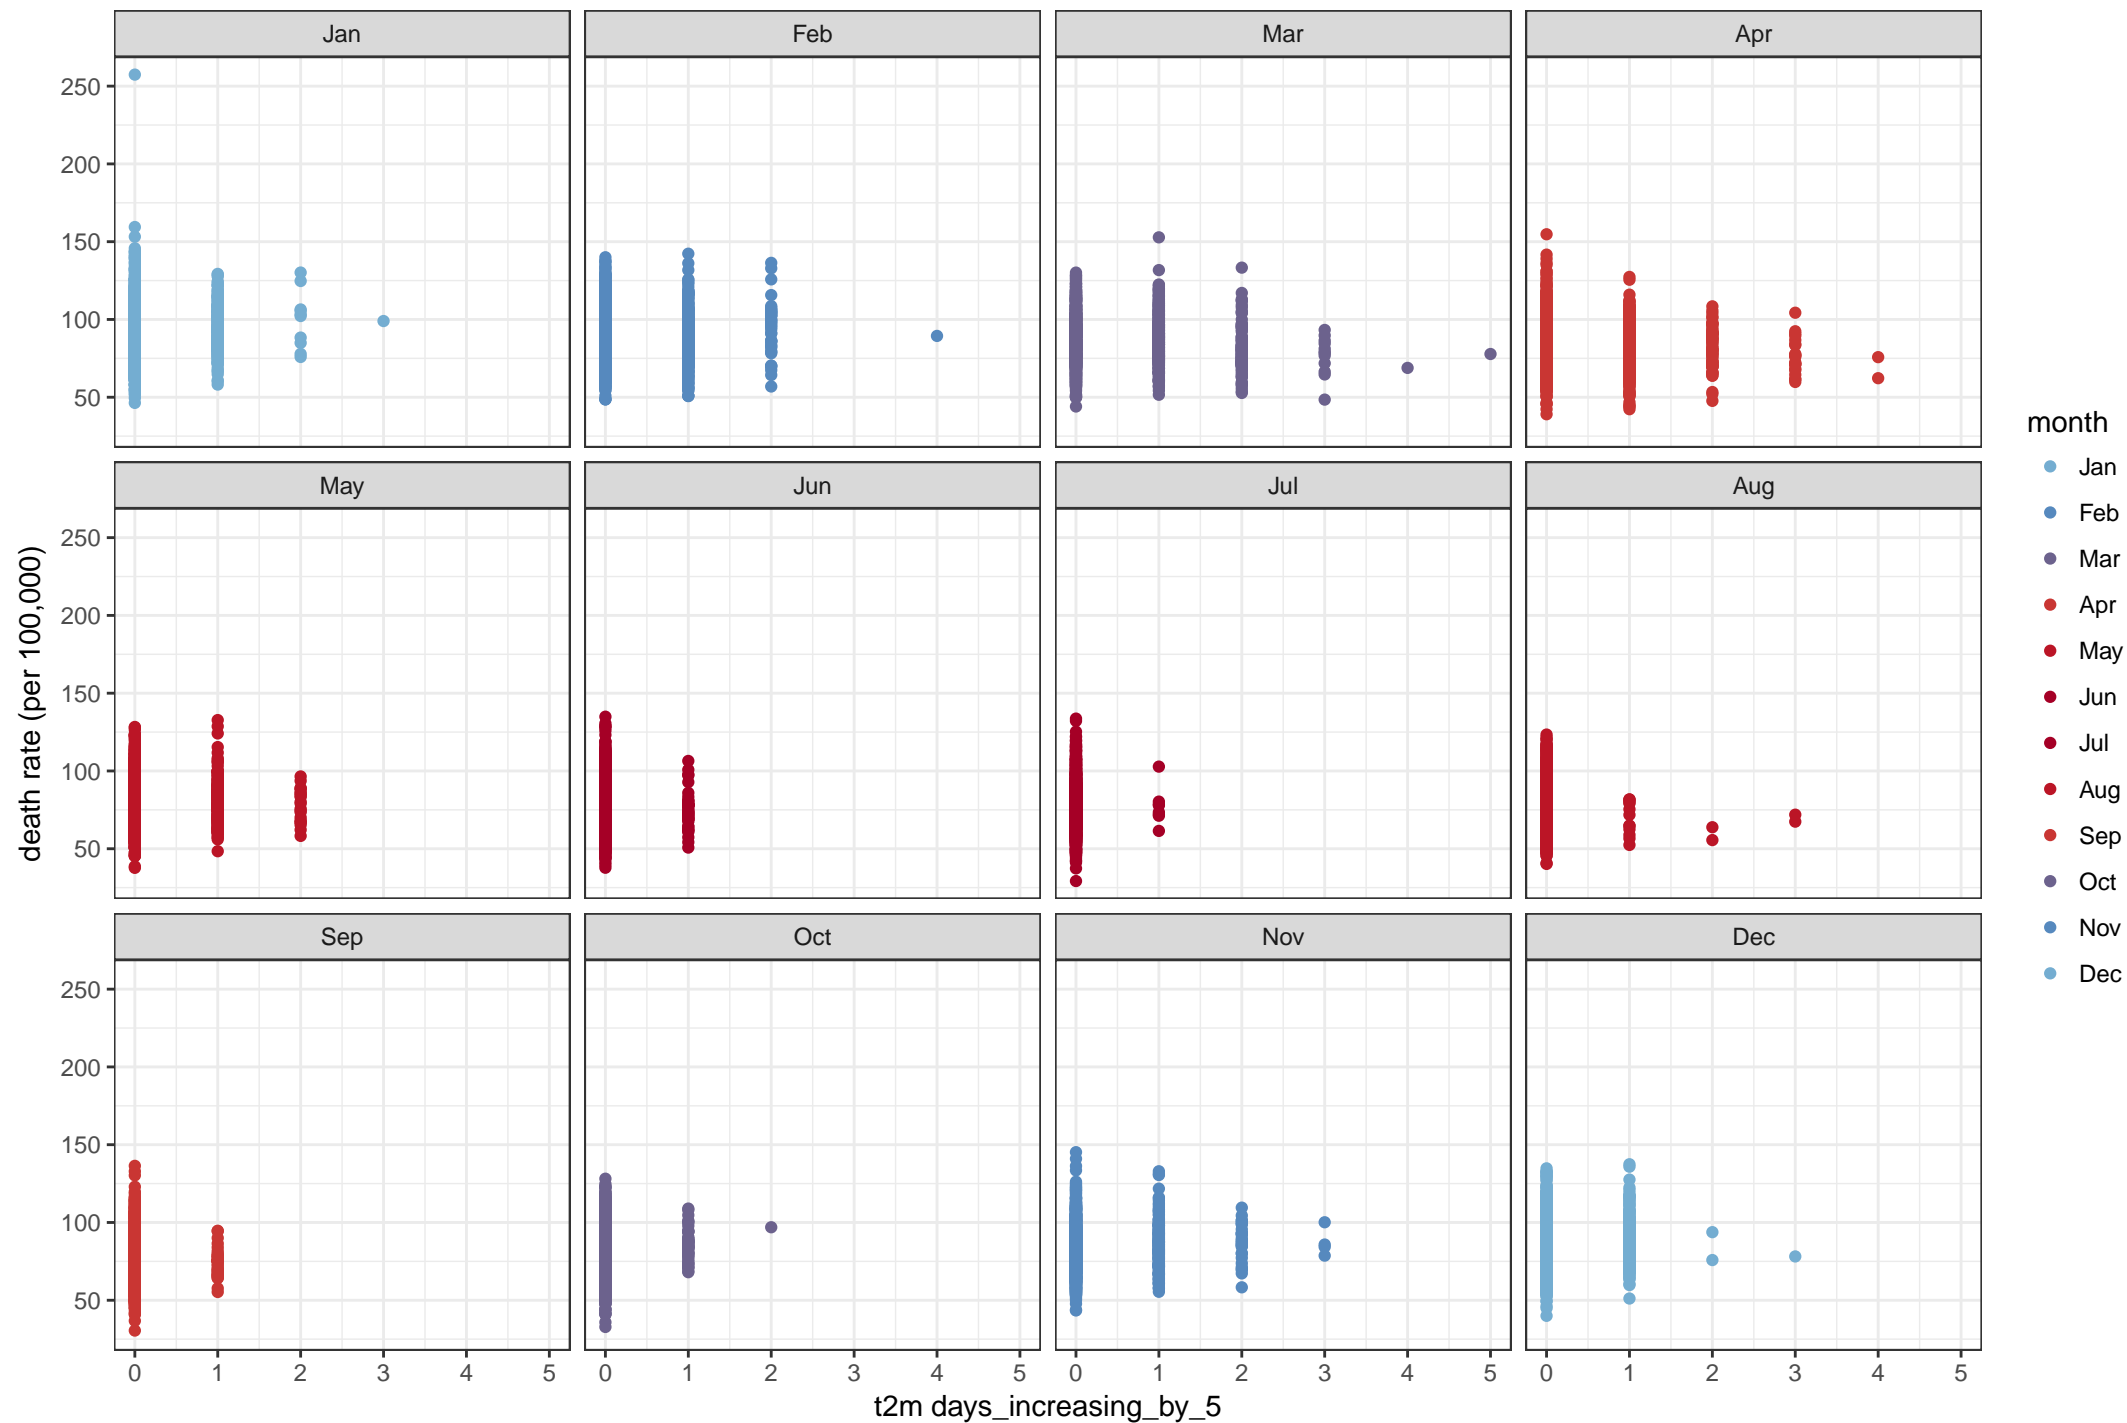 Jan Feb Mar Apr
250
200
150
100
50
May Jun Jul Aug
250
200
150
100
50
Sep Oct Nov Dec
250
200
150
100
50
0 1 2 3 4 5 0 1 2 3 4 5 0 1 2 3 4 5 0 1 2 3 4 5
t2m days_increasing_by_5
death rate (per 100,000)
month
Jan
Feb
Mar
Apr
May
Jun
Jul
Aug
Sep
Oct
Nov
Dec